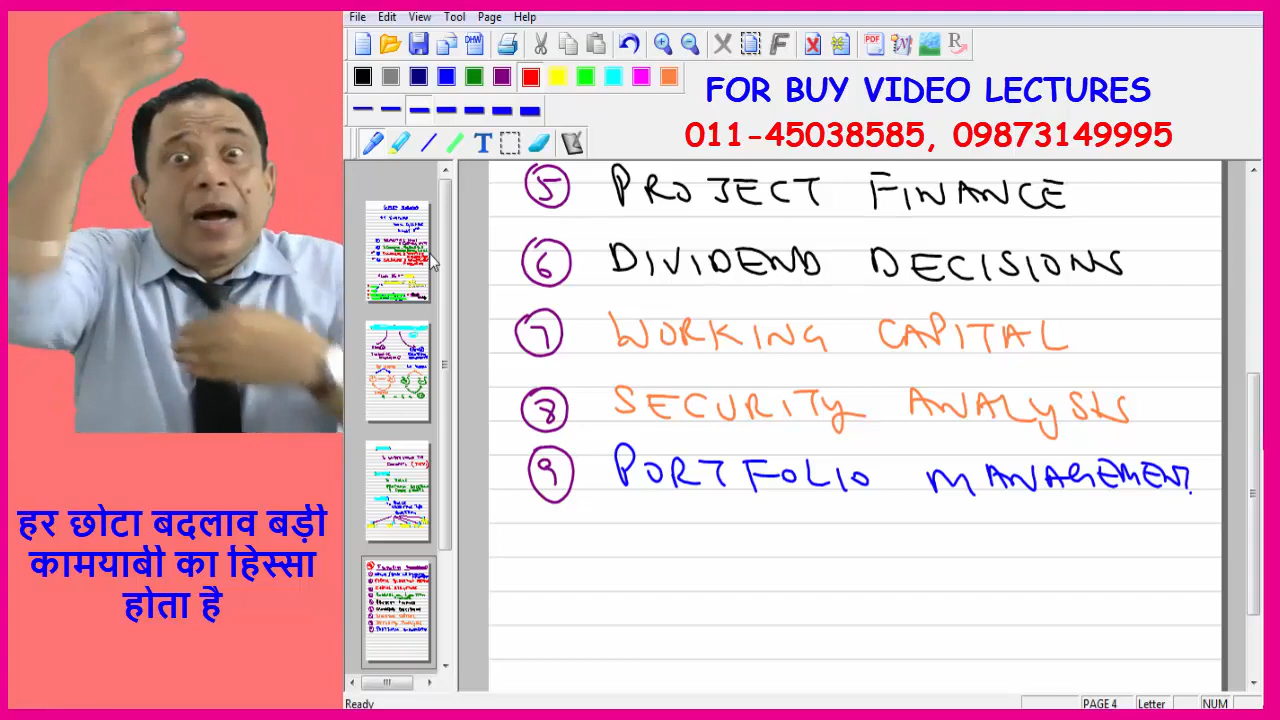 File Edit View Tool Page Help
FOR BUY VIDEO LECTURES
011-45038585, 09873149995
5 PROJECT FINANCE
6 DIVIDEND DECISIONS
7 WORKING CAPITAL
8 SECURITY ANALYSIS
9 PORTFOLIO MANAGEMENT
हर छोटा बदलाव बड़ी
कामयाबी का हिस्सा
होता है
Ready PAGE 4 Letter NUM